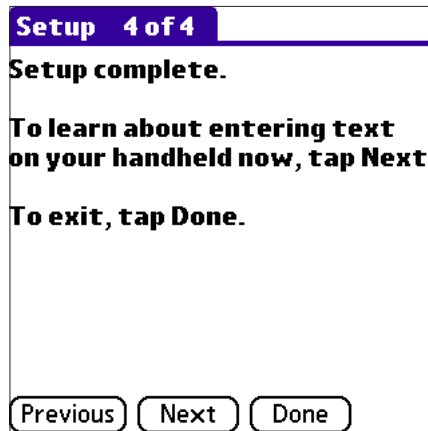 Setup 4 of 4
Setup complete.
To learn about entering text
on your handheld now, tap Next
To exit, tap Done.
Previous Next Done